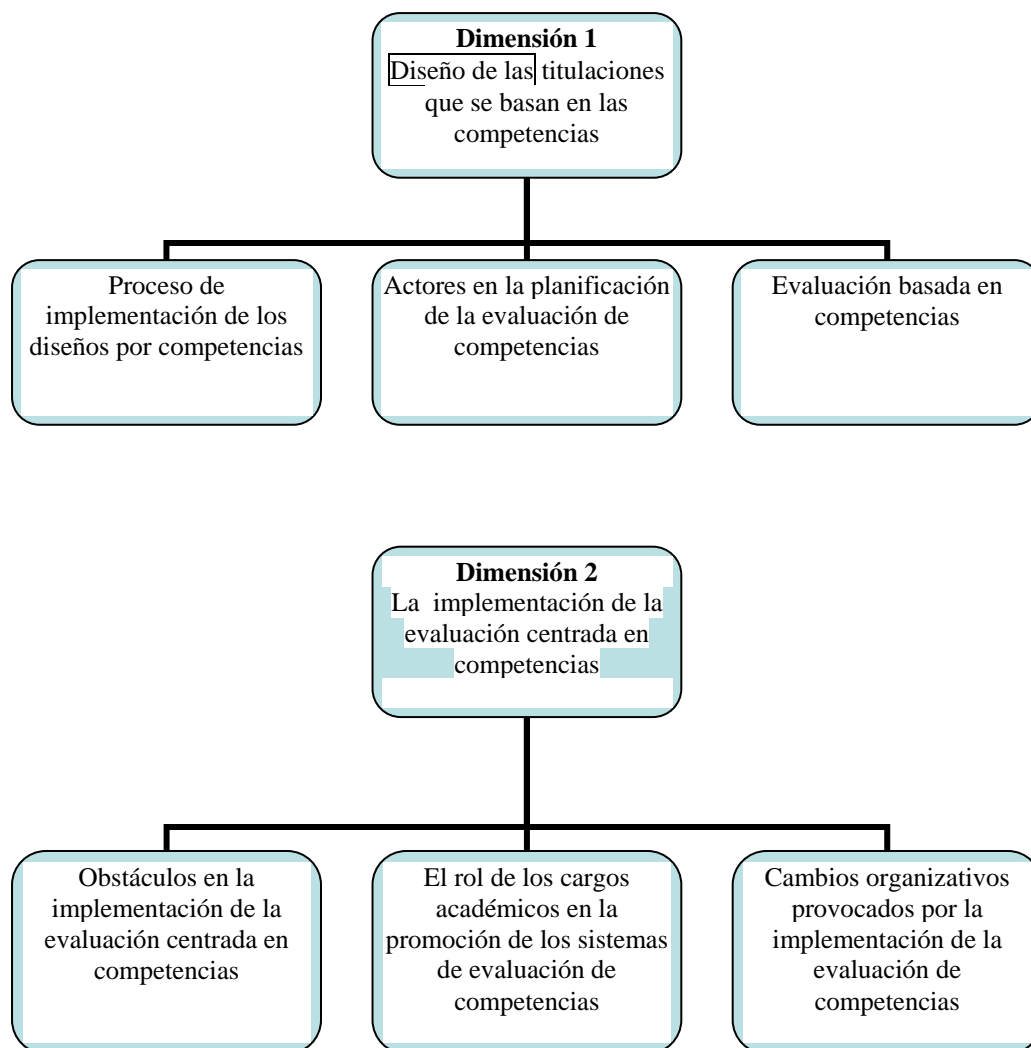 Dimensión 1
Diseño de las titulaciones
que se basan en las
competencias
Proceso de
implementación de los
diseños por competencias
Actores en la planificación
de la evaluación de
competencias
Evaluación basada en
competencias
Dimensión 2
La implementación de la
evaluación centrada en
competencias
Obstáculos en la
implementación de la
evaluación centrada en
competencias
El rol de los cargos
académicos en la
promoción de los sistemas
de evaluación de
competencias
Cambios organizativos
provocados por la
implementación de la
evaluación de
competencias